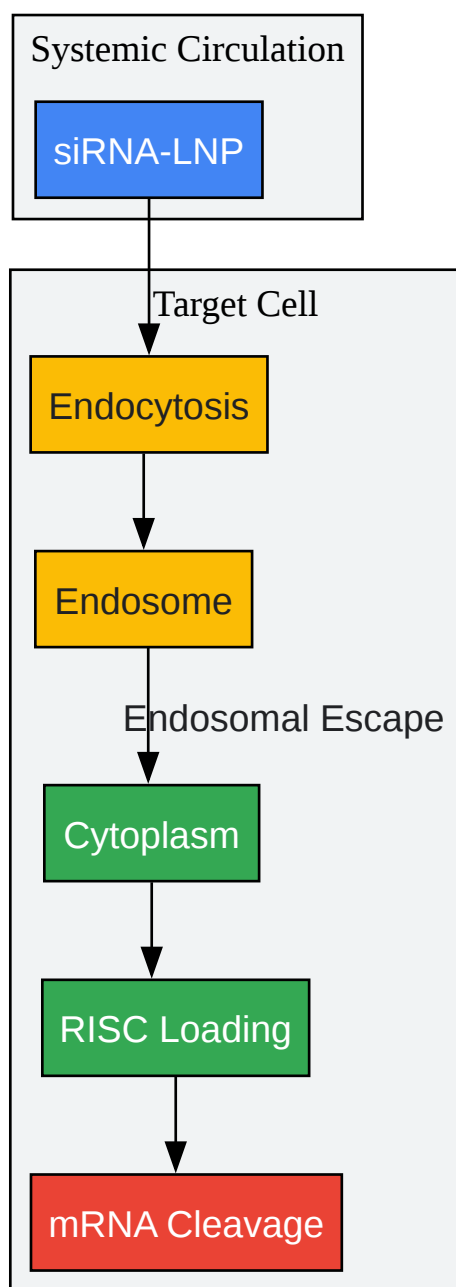 Systemic Circulation
siRNA-LNP
Target Cell
Endocytosis
Endosome
Endosomal Escape
Cytoplasm
RISC Loading
mRNA Cleavage